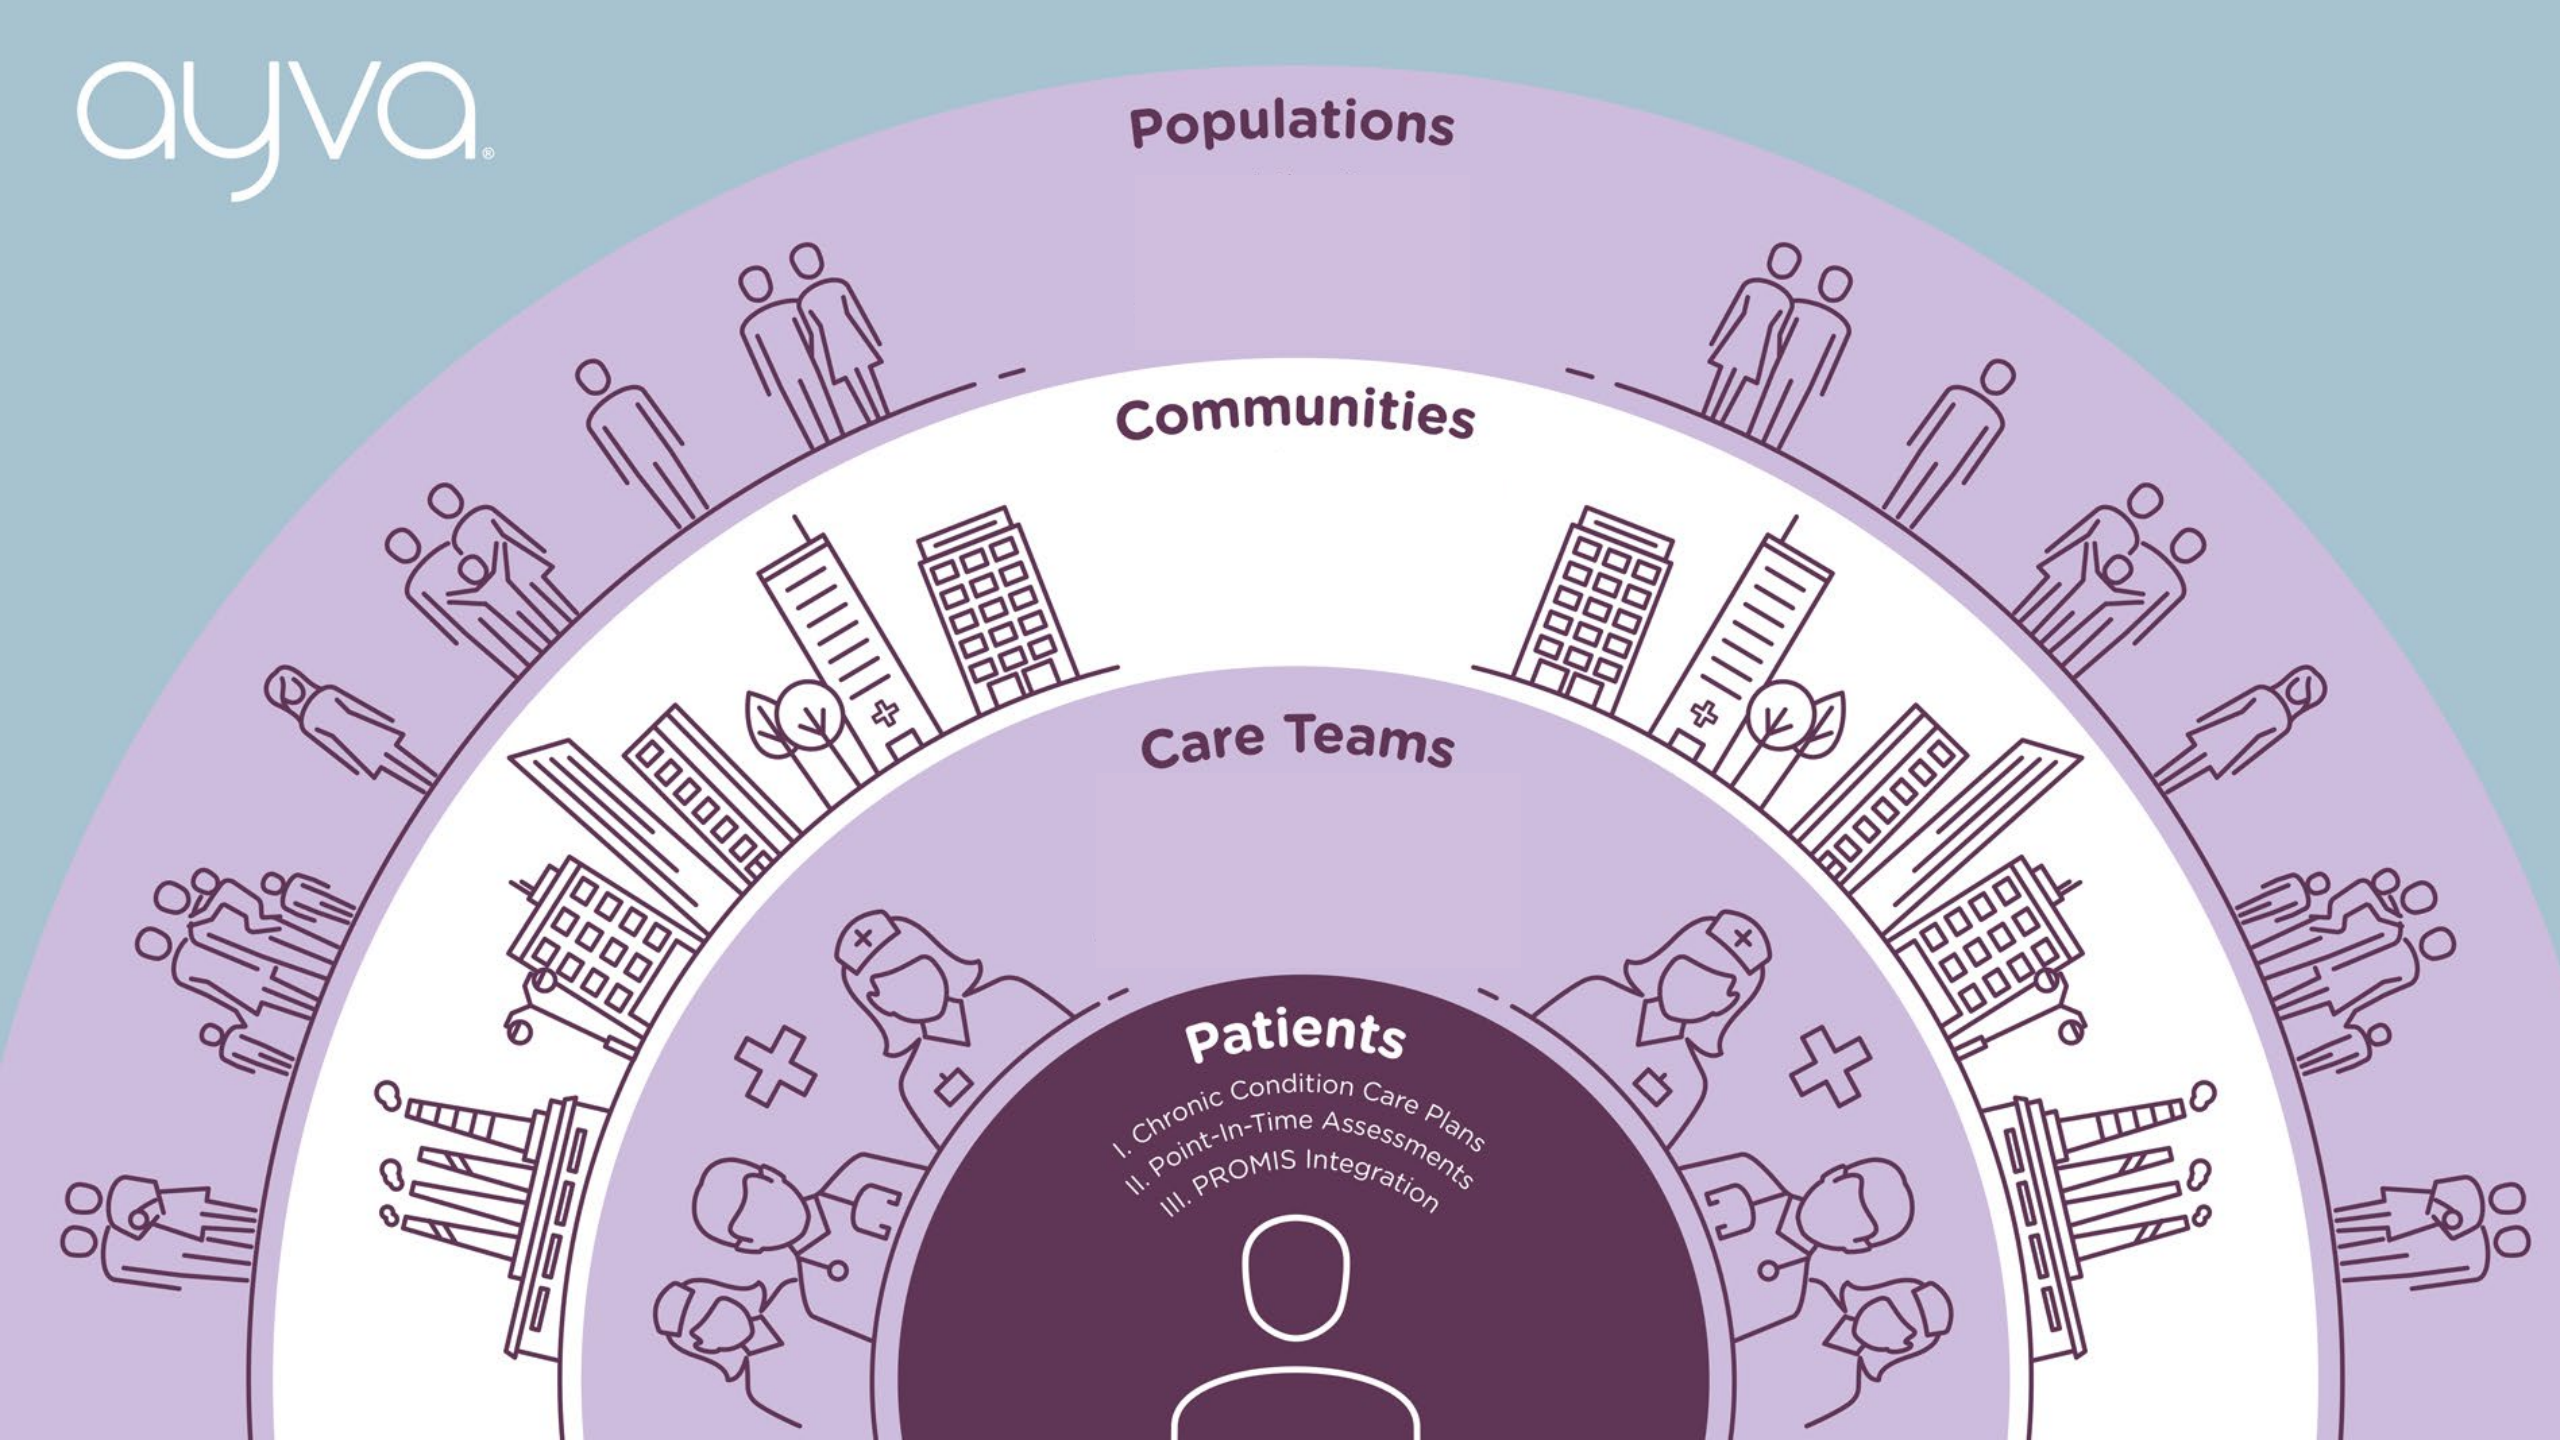 ayva®
Populations
Communities
Care Teams
Patients
I. Chronic Condition Care Plans
II. Point-In-Time Assessments
III. PROMIS Integration